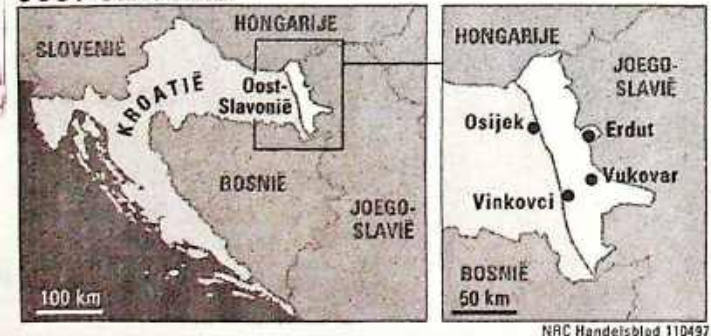 HONGARIJE
SLOVENIË
KROATIË
Oost-
Slavonië
BOSNIË
JOEGO-
SLAVIË
100 km
HONGARIJE
JOEGO-
SLAVIË
Osijek
Erdut
Vukovar
Vinkovci
BOSNIË
50 km
NRC Handelsblad 110497